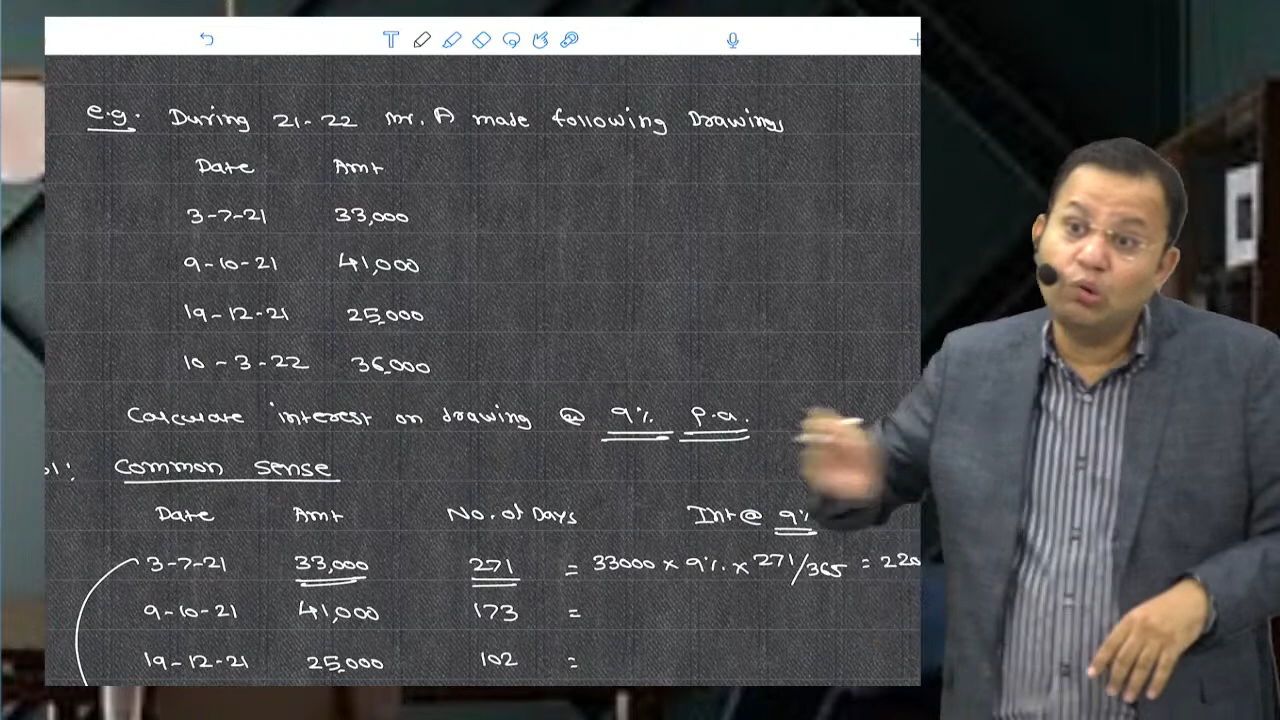 e.g. During 21-22 Mr. A made following Drawings
Date Amt
3-7-21 33,000
9-10-21 41,000
19-12-21 25,000
10-3-22 36,000
Calculate interest on drawing @ 9% p.a.
Common sense
Date Amt No. of Days Int @ 9%
3-7-21 33,000 271 = 33000 x 9% x 271/365 = 220
9-10-21 41,000 173 =
19-12-21 25,000 102 =